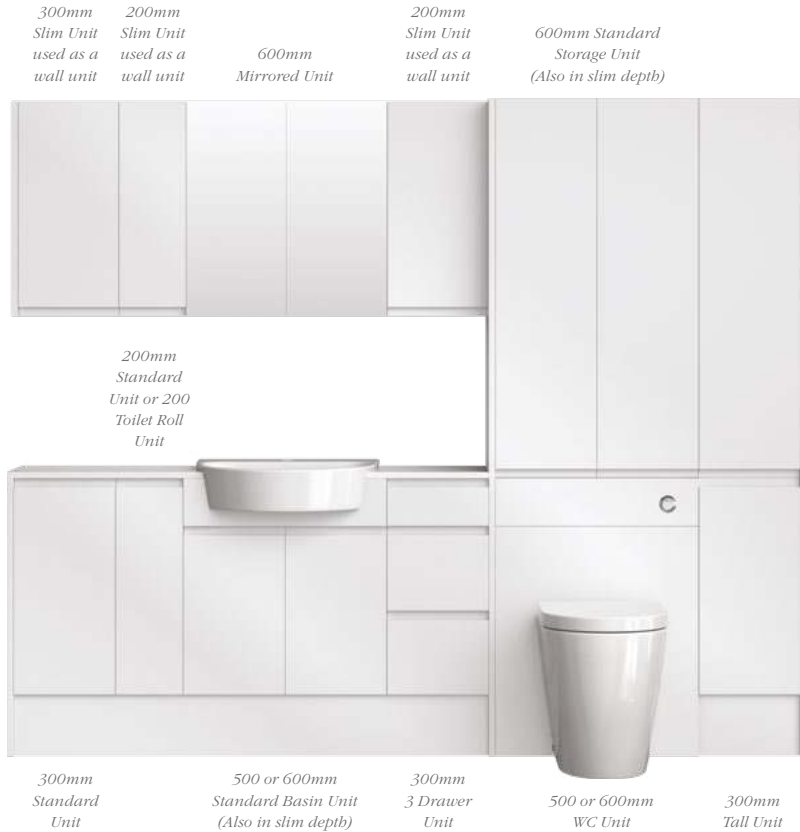 300mm
Slim Unit
used as a
wall unit
200mm
Slim Unit
used as a
wall unit
600mm
Mirrored Unit
200mm
Slim Unit
used as a
wall unit
600mm Standard
Storage Unit
(Also in slim depth)
200mm
Standard
Unit or 200
Toilet Roll
Unit
300mm
Standard
Unit
500 or 600mm
Standard Basin Unit
(Also in slim depth)
300mm
3 Drawer
Unit
500 or 600mm
WC Unit
300mm
Tall Unit